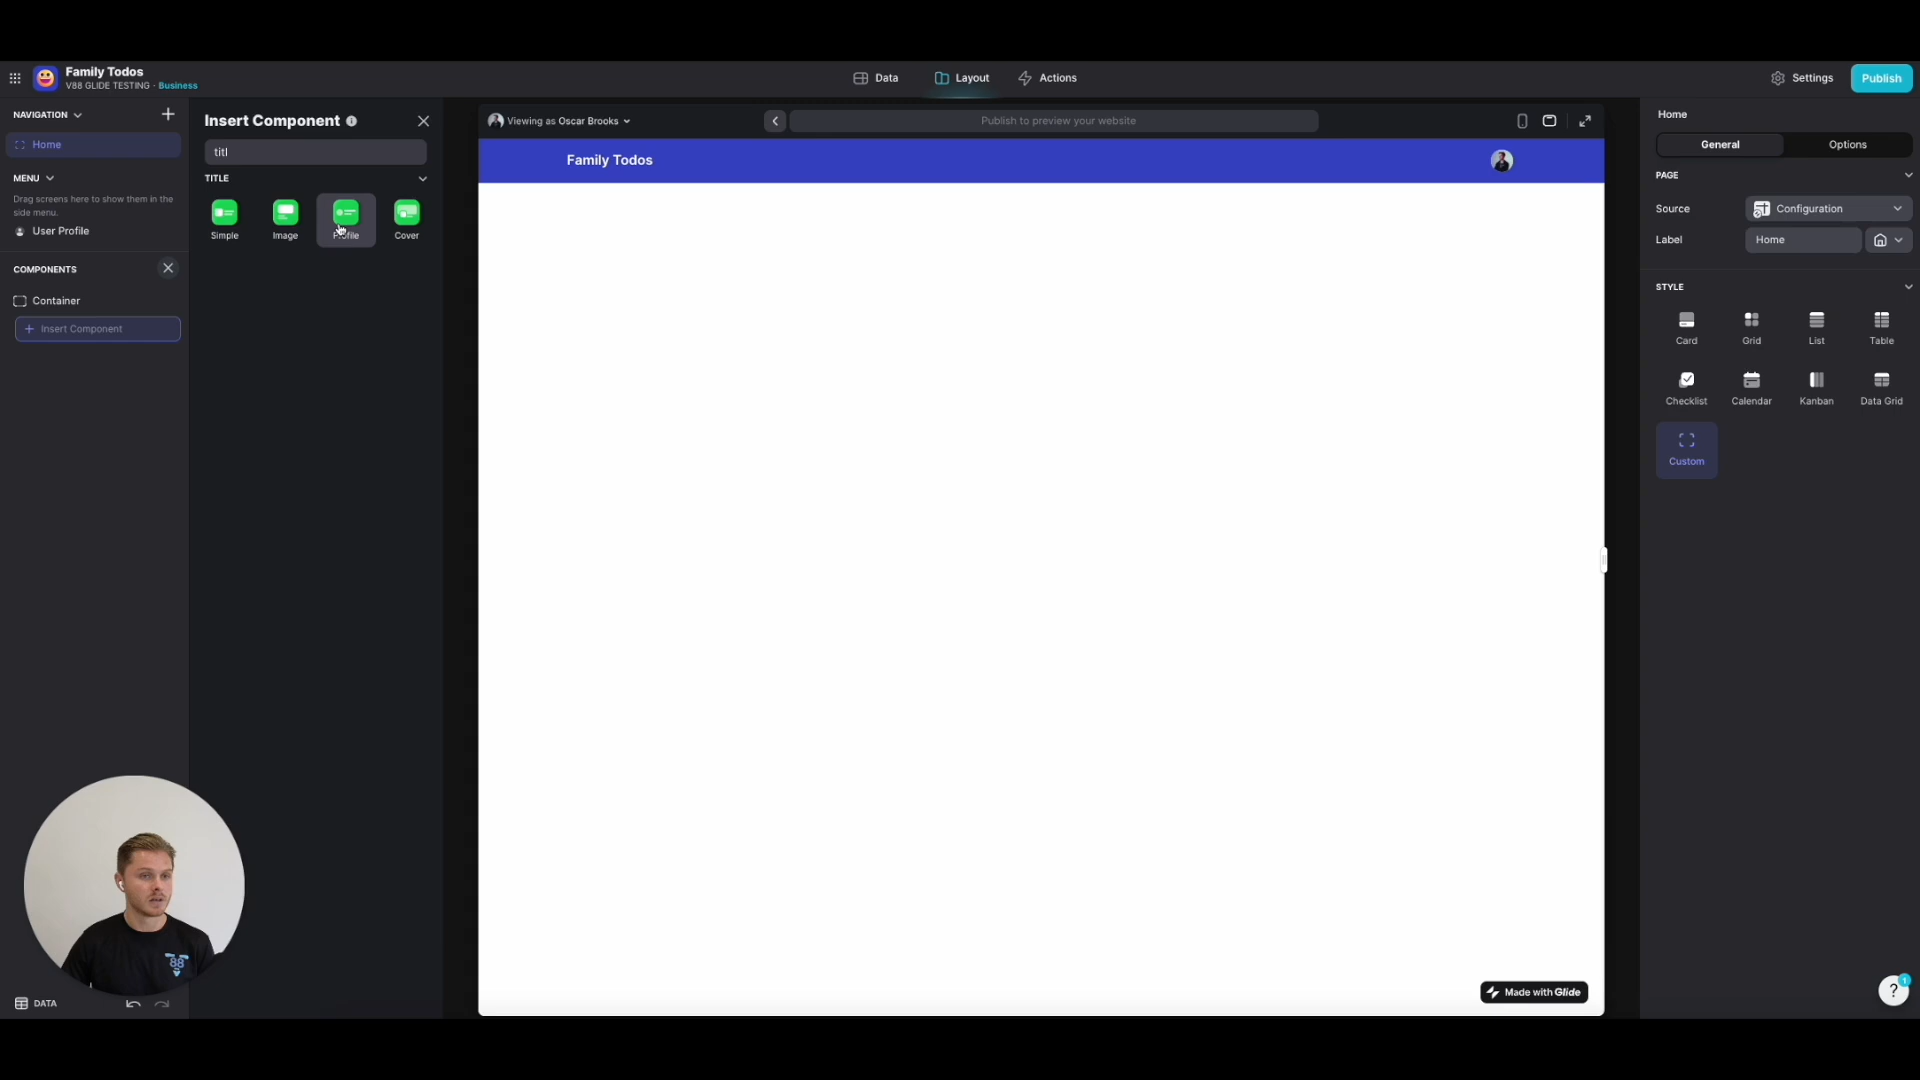 Family Todos
V88 GLIDE TESTING · Business
Data
Layout
Actions
Settings
Publish
NAVIGATION
Home
MENU
Drag screens here to show them in the
side menu.
User Profile
COMPONENTS
Container
Insert Component
DATA
Insert Component
titl
TITLE
Simple
Image
Profile
Cover
Viewing as Oscar Brooks
Publish to preview your website
Family Todos
Made with Glide
Home
General
Options
PAGE
Source
Configuration
Label
Home
STYLE
Card
Grid
List
Table
Checklist
Calendar
Kanban
Data Grid
Custom
88
?
1